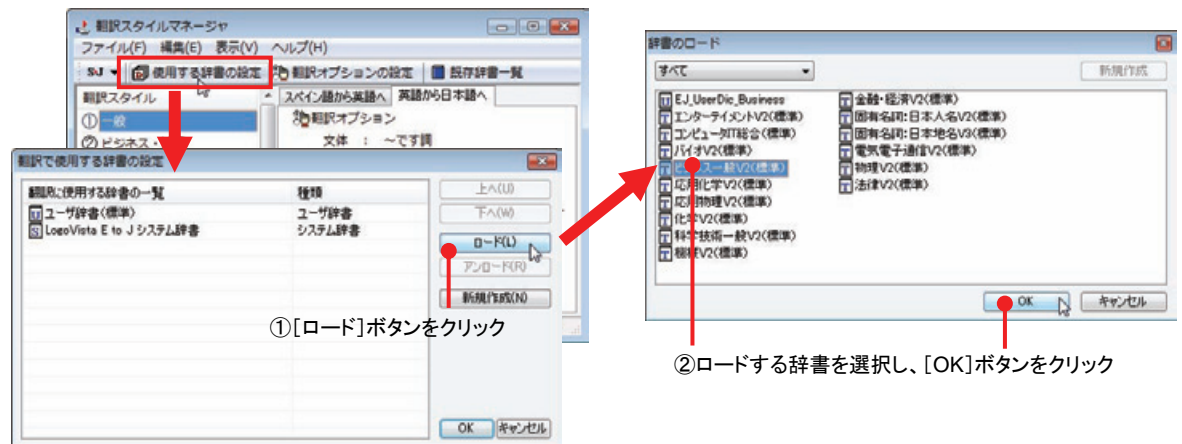 翻訳スタイルマネージャ
ファイル(F) 編集(E) 表示(V) ヘルプ(H)
SJ 使用する辞書の設定 翻訳オプションの設定 既存辞書一覧
翻訳スタイル
スペイン語から英語へ 英語から日本語へ
① 一般
翻訳オプション
② ビジネス・
文体 : ~です調
翻訳で使用する辞書の設定
翻訳に使用する辞書の一覧 種類
ユーザ辞書(標準) ユーザ辞書
LogoVista E to J システム辞書 システム辞書
上へ(U)
下へ(W)
ロード(L)
アンロード(R)
新規作成(N)
①[ロード]ボタンをクリック
OK キャンセル
辞書のロード
すべて
新規作成
EJ_UserDic_Business
エンターテイメントV2(標準)
コンピュータIT総合(標準)
バイオV2(標準)
ビジネス一般V2(標準)
応用化学V2(標準)
応用物理V2(標準)
化学V2(標準)
科学技術一般V2(標準)
機械V2(標準)
金融・経済V2(標準)
固有名詞:日本人名V2(標準)
固有名詞:日本地名V3(標準)
電気電子通信V2(標準)
物理V2(標準)
法律V2(標準)
OK キャンセル
②ロードする辞書を選択し、[OK]ボタンをクリック